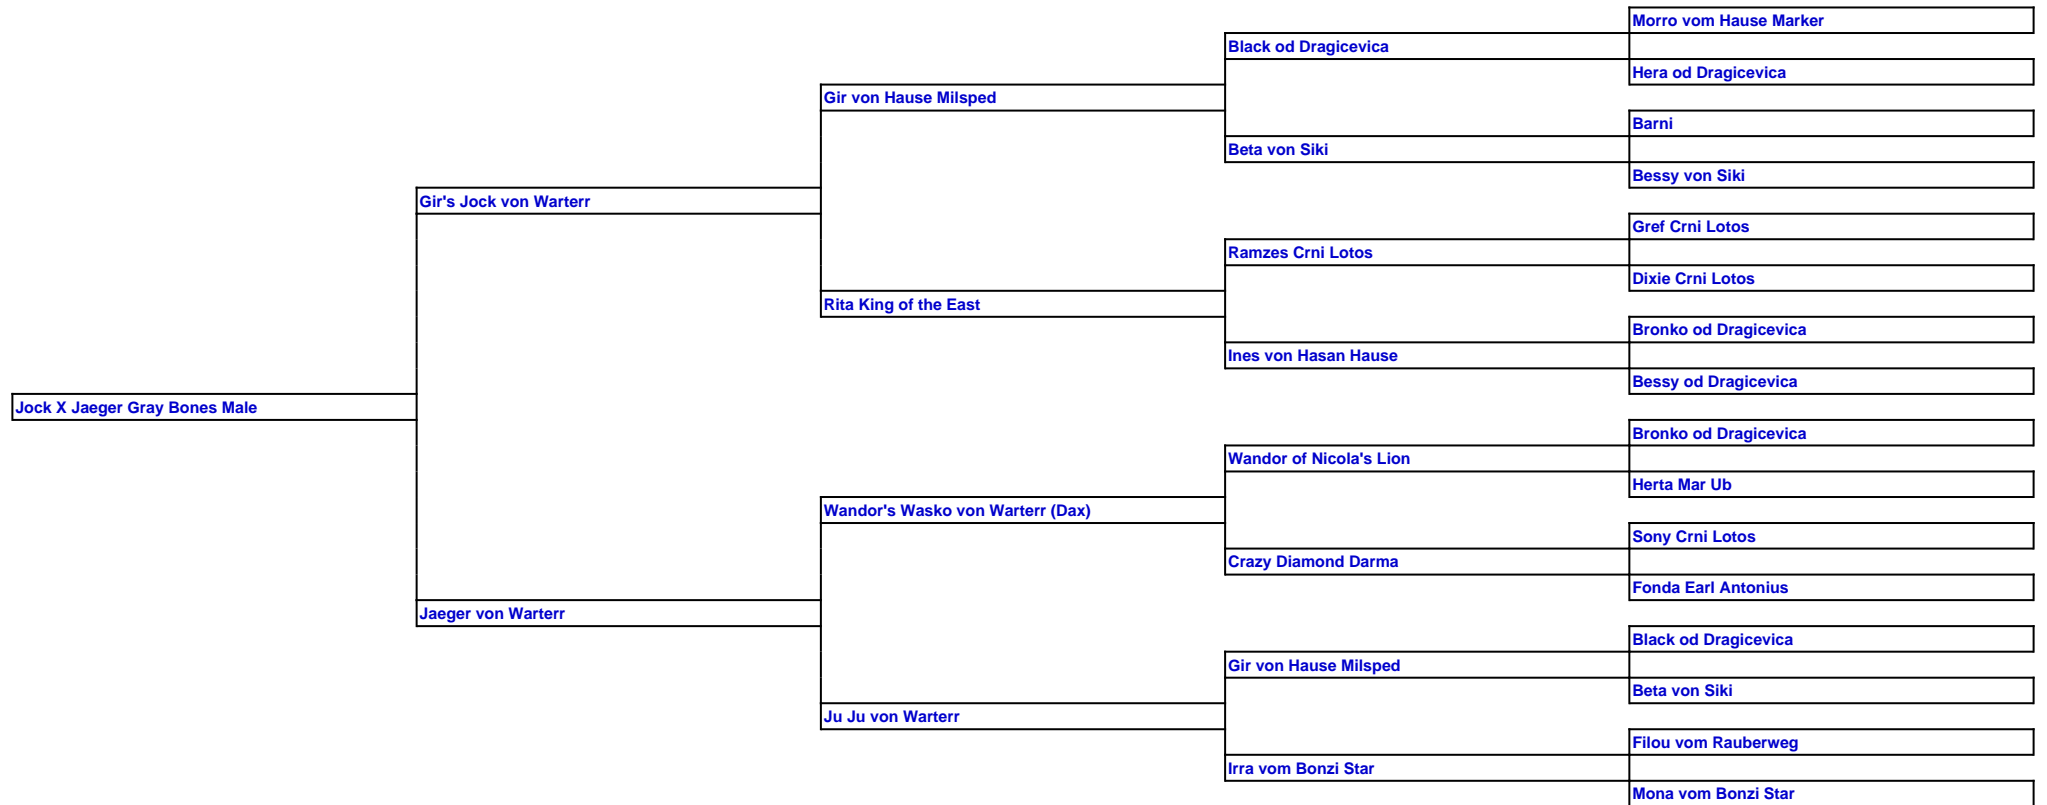 Morro vom Hause Marker
Black od Dragicevica
Hera od Dragicevica
Gir von Hause Milsped
Barni
Beta von Siki
Bessy von Siki
Gir's Jock von Warterr
Gref Crni Lotos
Ramzes Crni Lotos
Dixie Crni Lotos
Rita King of the East
Bronko od Dragicevica
Ines von Hasan Hause
Bessy od Dragicevica
Jock X Jaeger Gray Bones Male
Bronko od Dragicevica
Wandor of Nicola's Lion
Herta Mar Ub
Wandor's Wasko von Warterr (Dax)
Sony Crni Lotos
Crazy Diamond Darma
Fonda Earl Antonius
Jaeger von Warterr
Black od Dragicevica
Gir von Hause Milsped
Beta von Siki
Ju Ju von Warterr
Filou vom Rauberweg
Irra vom Bonzi Star
Mona vom Bonzi Star